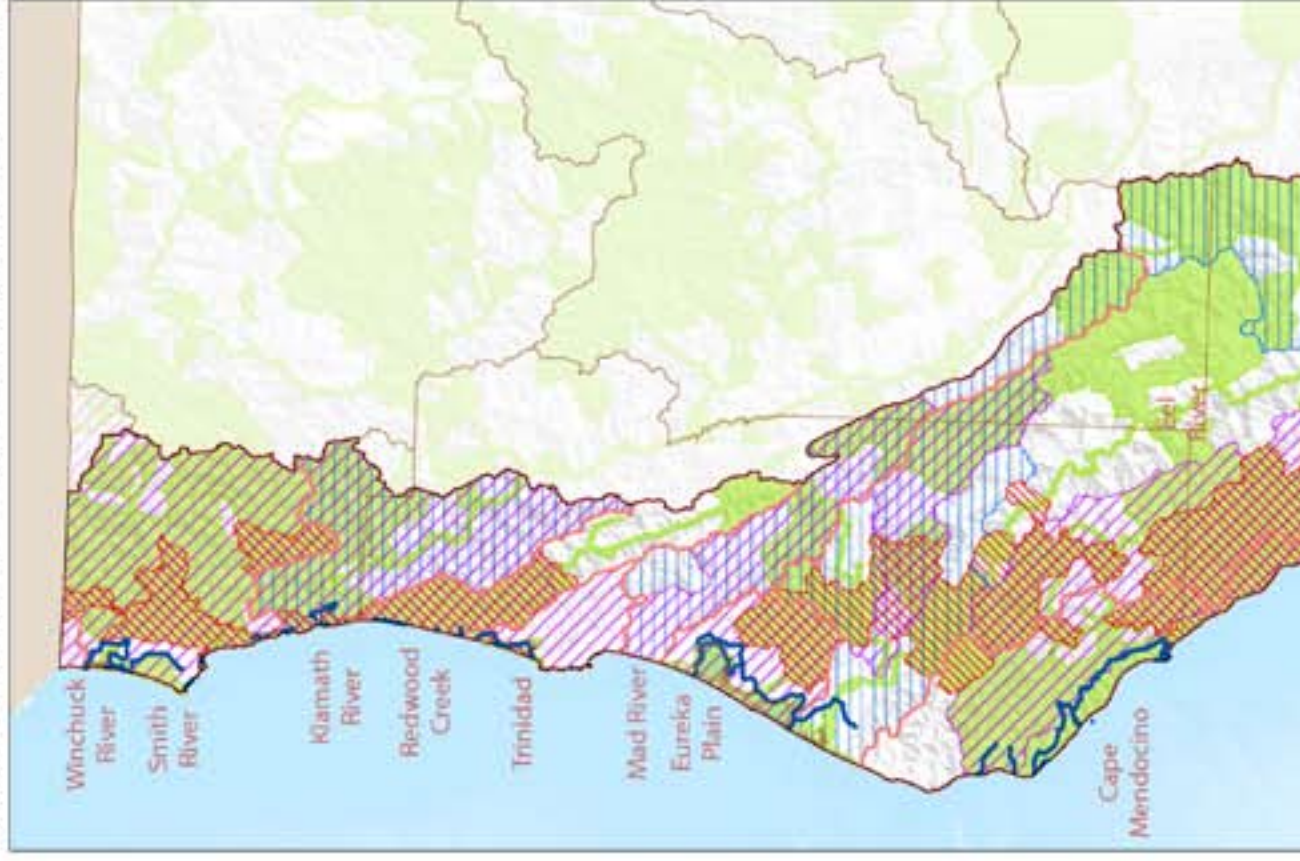 Winchuck
River
Smith
River
Klamath
River
Redwood
Creek
Trinidad
Mad River
Eureka
Plain
Cape
Mendocino
Eel
River